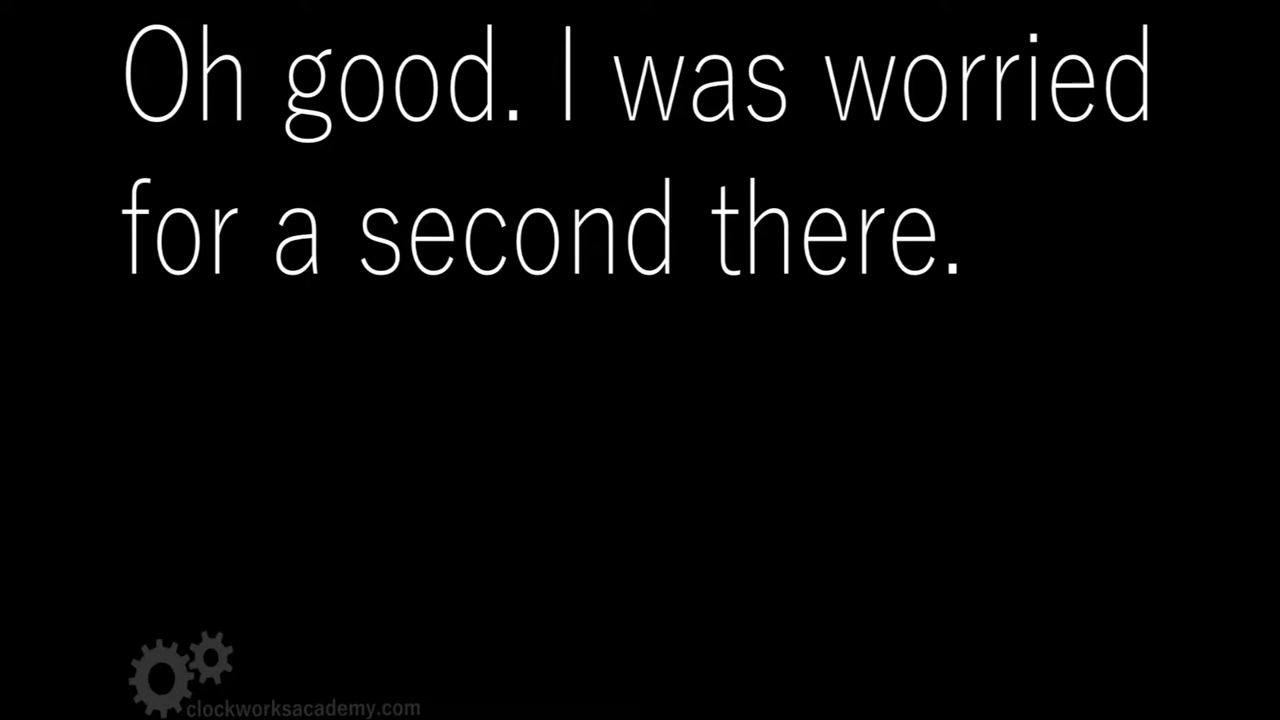 Oh good. I was worried
for a second there.
clockworksacademy.com